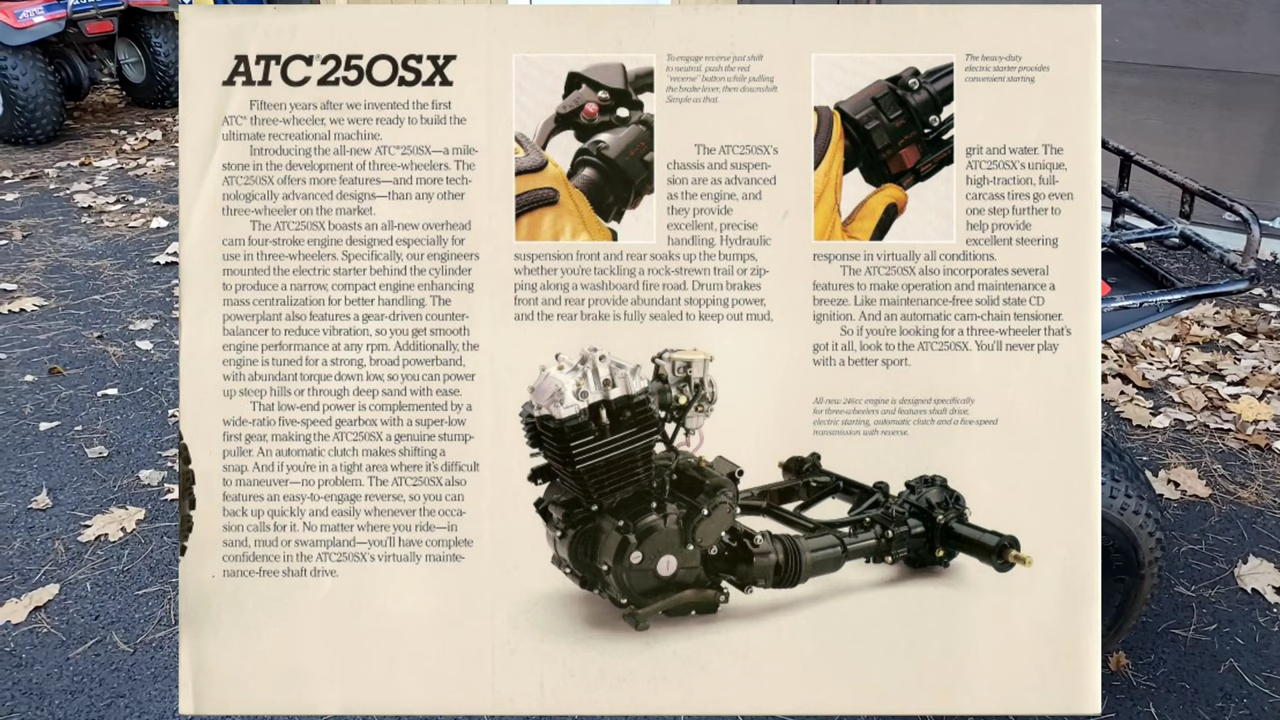 ATC
ATC®250SX
Fifteen years after we invented the first
ATC® three-wheeler, we were ready to build the
ultimate recreational machine.
Introducing the all-new ATC®250SX—a mile-
stone in the development of three-wheelers. The
ATC250SX offers more features—and more tech-
nologically advanced designs—than any other
three-wheeler on the market.
The ATC250SX boasts an all-new overhead
cam four-stroke engine designed especially for
use in three-wheelers. Specifically, our engineers
mounted the electric starter behind the cylinder
to produce a narrow, compact engine enhancing
mass centralization for better handling. The
powerplant also features a gear-driven counter-
balancer to reduce vibration, so you get smooth
engine performance at any rpm. Additionally, the
engine is tuned for a strong, broad powerband,
with abundant torque down low, so you can power
up steep hills or through deep sand with ease.
That low-end power is complemented by a
wide-ratio five-speed gearbox with a super-low
first gear, making the ATC250SX a genuine stump-
puller. An automatic clutch makes shifting a
snap. And if you're in a tight area where it's difficult
to maneuver—no problem. The ATC250SX also
features an easy-to-engage reverse, so you can
back up quickly and easily whenever the occa-
sion calls for it. No matter where you ride—in
sand, mud or swampland—you'll have complete
confidence in the ATC250SX's virtually mainte-
nance-free shaft drive.
To engage reverse just shift
to neutral, push the red
"reverse" button while pulling
the brake lever, then downshift.
Simple as that.
The ATC250SX's
chassis and suspen-
sion are as advanced
as the engine, and
they provide
excellent, precise
handling. Hydraulic
suspension front and rear soaks up the bumps,
whether you're tackling a rock-strewn trail or zip-
ping along a washboard fire road. Drum brakes
front and rear provide abundant stopping power,
and the rear brake is fully sealed to keep out mud,
The heavy-duty
electric starter provides
convenient starting.
grit and water. The
ATC250SX's unique,
high-traction, full-
carcass tires go even
one step further to
help provide
excellent steering
response in virtually all conditions.
The ATC250SX also incorporates several
features to make operation and maintenance a
breeze. Like maintenance-free solid state CD
ignition. And an automatic cam-chain tensioner.
So if you're looking for a three-wheeler that's
got it all, look to the ATC250SX. You'll never play
with a better sport.
All-new 246cc engine is designed specifically
for three-wheelers and features shaft drive,
electric starting, automatic clutch and a five-speed
transmission with reverse.